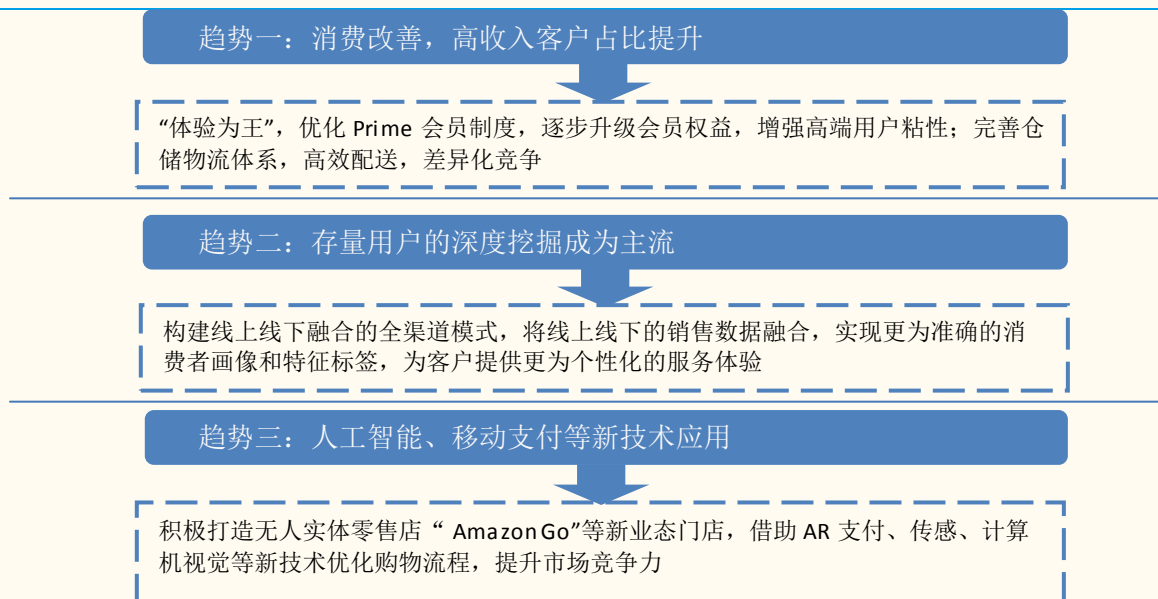 趋势一：消费改善，高收入客户占比提升
“体验为王”，优化 Prime 会员制度，逐步升级会员权益，增强高端用户粘性；完善仓
储物流体系，高效配送，差异化竞争
趋势二：存量用户的深度挖掘成为主流
构建线上线下融合的全渠道模式，将线上线下的销售数据融合，实现更为准确的消
费者画像和特征标签，为客户提供更为个性化的服务体验
趋势三：人工智能、移动支付等新技术应用
积极打造无人实体零售店“ Amazon Go”等新业态门店，借助 AR 支付、传感、计算
机视觉等新技术优化购物流程，提升市场竞争力